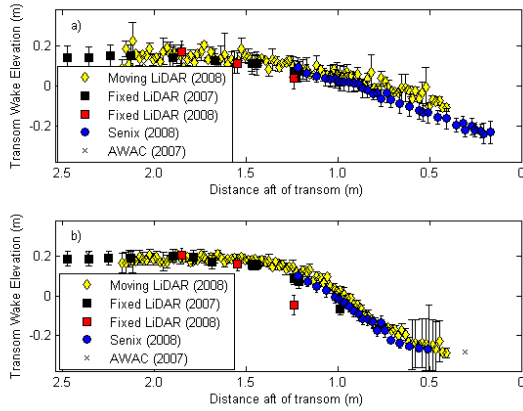 a)
Transom Wake Elevation (m)
0.2
0
-0.2
Moving LiDAR (2008)
Fixed LiDAR (2007)
Fixed LiDAR (2008)
Senix (2008)
AWAC (2007)
2.5 2.0 1.5 1.0 0.5 0
Distance aft of transom (m)
b)
Transom Wake Elevation (m)
0.2
0
-0.2
Moving LiDAR (2008)
Fixed LiDAR (2007)
Fixed LiDAR (2008)
Senix (2008)
AWAC (2007)
2.5 2.0 1.5 1.0 0.5 0
Distance aft of transom (m)